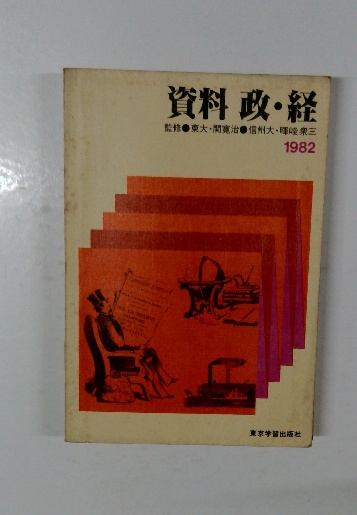 資料 政・経
監修●東大・関寛治●信州大・暉峻衆三
1982
東京学習出版社